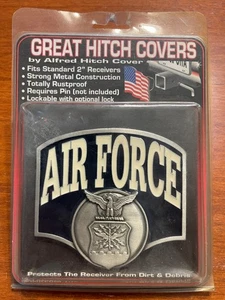 GREAT HITCH COVERS
by Alfred Hitch Cover
• Fits Standard 2" Receivers
• Strong Metal Construction
• Totally Rustproof
• Requires Pin (not included)
• Lockable with optional lock
AIR FORCE
Protects The Receiver From Dirt & Debris